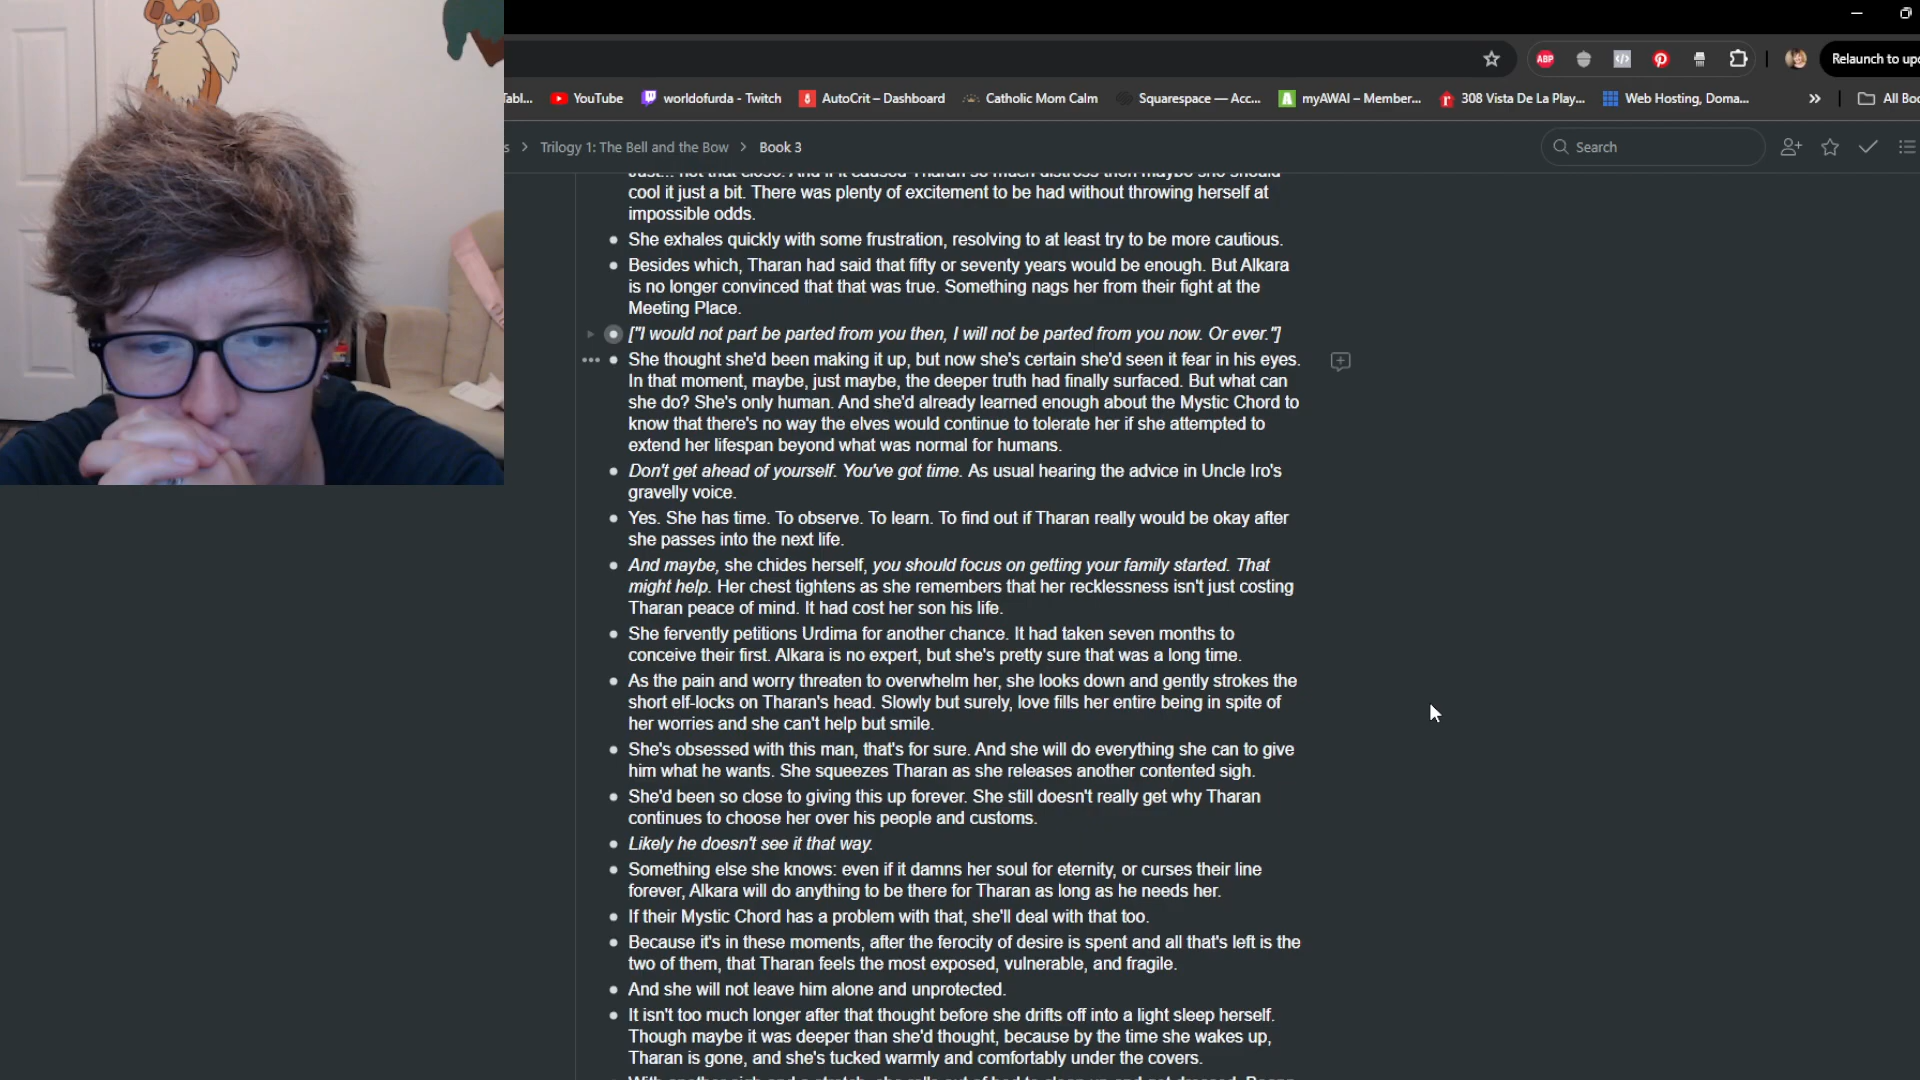 ABP
Relaunch to upd
Tabl...
YouTube
worldofurda - Twitch
AutoCrit – Dashboard
Catholic Mom Calm
Squarespace — Acc...
myAWAI – Member...
308 Vista De La Play...
Web Hosting, Doma...
»
All Boo
s > Trilogy 1: The Bell and the Bow > Book 3
Search
Just... not that close. And if it caused Tharan so much distress then maybe she should
cool it just a bit. There was plenty of excitement to be had without throwing herself at
impossible odds.
She exhales quickly with some frustration, resolving to at least try to be more cautious.
Besides which, Tharan had said that fifty or seventy years would be enough. But Alkara
is no longer convinced that that was true. Something nags her from their fight at the
Meeting Place.
["I would not part be parted from you then, I will not be parted from you now. Or ever."]
She thought she'd been making it up, but now she's certain she'd seen it fear in his eyes.
In that moment, maybe, just maybe, the deeper truth had finally surfaced. But what can
she do? She's only human. And she'd already learned enough about the Mystic Chord to
know that there's no way the elves would continue to tolerate her if she attempted to
extend her lifespan beyond what was normal for humans.
Don't get ahead of yourself. You've got time. As usual hearing the advice in Uncle Iro's
gravelly voice.
Yes. She has time. To observe. To learn. To find out if Tharan really would be okay after
she passes into the next life.
And maybe, she chides herself, you should focus on getting your family started. That
might help. Her chest tightens as she remembers that her recklessness isn't just costing
Tharan peace of mind. It had cost her son his life.
She fervently petitions Urdima for another chance. It had taken seven months to
conceive their first. Alkara is no expert, but she's pretty sure that was a long time.
As the pain and worry threaten to overwhelm her, she looks down and gently strokes the
short elf-locks on Tharan's head. Slowly but surely, love fills her entire being in spite of
her worries and she can't help but smile.
She's obsessed with this man, that's for sure. And she will do everything she can to give
him what he wants. She squeezes Tharan as she releases another contented sigh.
She'd been so close to giving this up forever. She still doesn't really get why Tharan
continues to choose her over his people and customs.
Likely he doesn't see it that way.
Something else she knows: even if it damns her soul for eternity, or curses their line
forever, Alkara will do anything to be there for Tharan as long as he needs her.
If their Mystic Chord has a problem with that, she'll deal with that too.
Because it's in these moments, after the ferocity of desire is spent and all that's left is the
two of them, that Tharan feels the most exposed, vulnerable, and fragile.
And she will not leave him alone and unprotected.
It isn't too much longer after that thought before she drifts off into a light sleep herself.
Though maybe it was deeper than she'd thought, because by the time she wakes up,
Tharan is gone, and she's tucked warmly and comfortably under the covers.